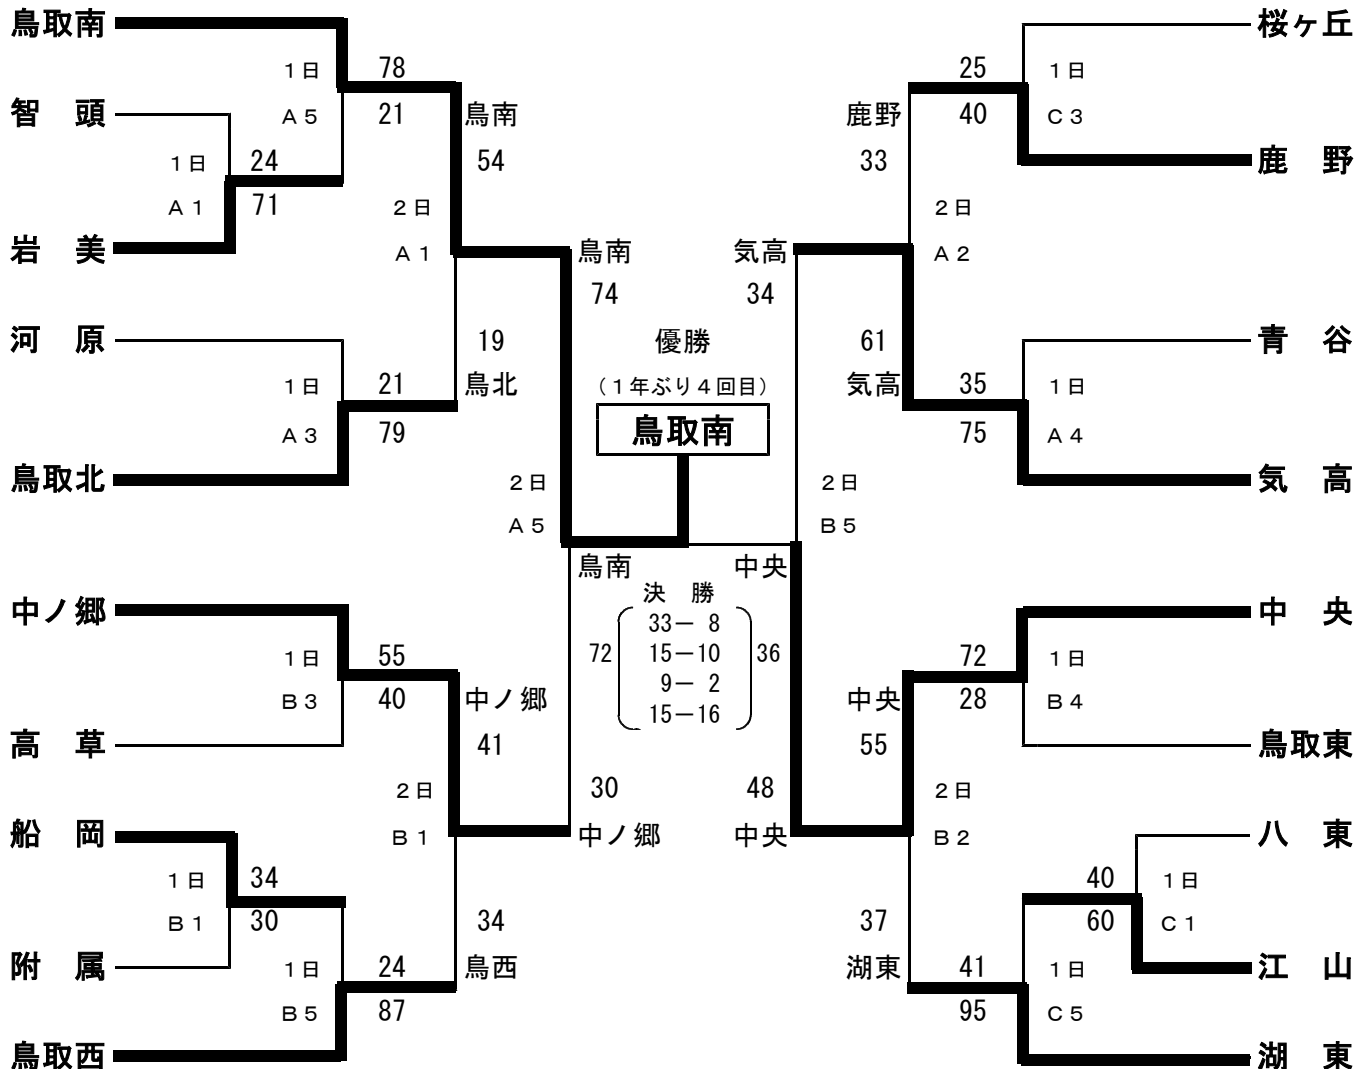 鳥取南
桜ヶ丘
1日
78
25
1日
智 頭
A5
21
鳥南
鹿野
40
C3
1日
24
54
33
鹿 野
A1
71
2日
2日
岩 美
A1
鳥南
気高
A2
74
34
河 原
19
優勝
61
青 谷
1日
21
鳥北
(1年ぶり4回目)
気高
35
1日
A3
79
鳥取南
75
A4
鳥取北
2日
2日
気 高
A5
B5
鳥南
中央
決 勝
中ノ郷
33− 8
中 央
1日
55
72
15−10
36
72
1日
B3
40
中ノ郷
9− 2
中央
28
B4
15−16
高 草
41
55
鳥取東
2日
30
48
2日
船 岡
B1
中ノ郷
中央
B2
八 東
1日
34
40
1日
B1
30
34
37
60
C1
附 属
1日
24
鳥西
湖東
41
1日
江 山
B5
87
95
C5
鳥取西
湖 東